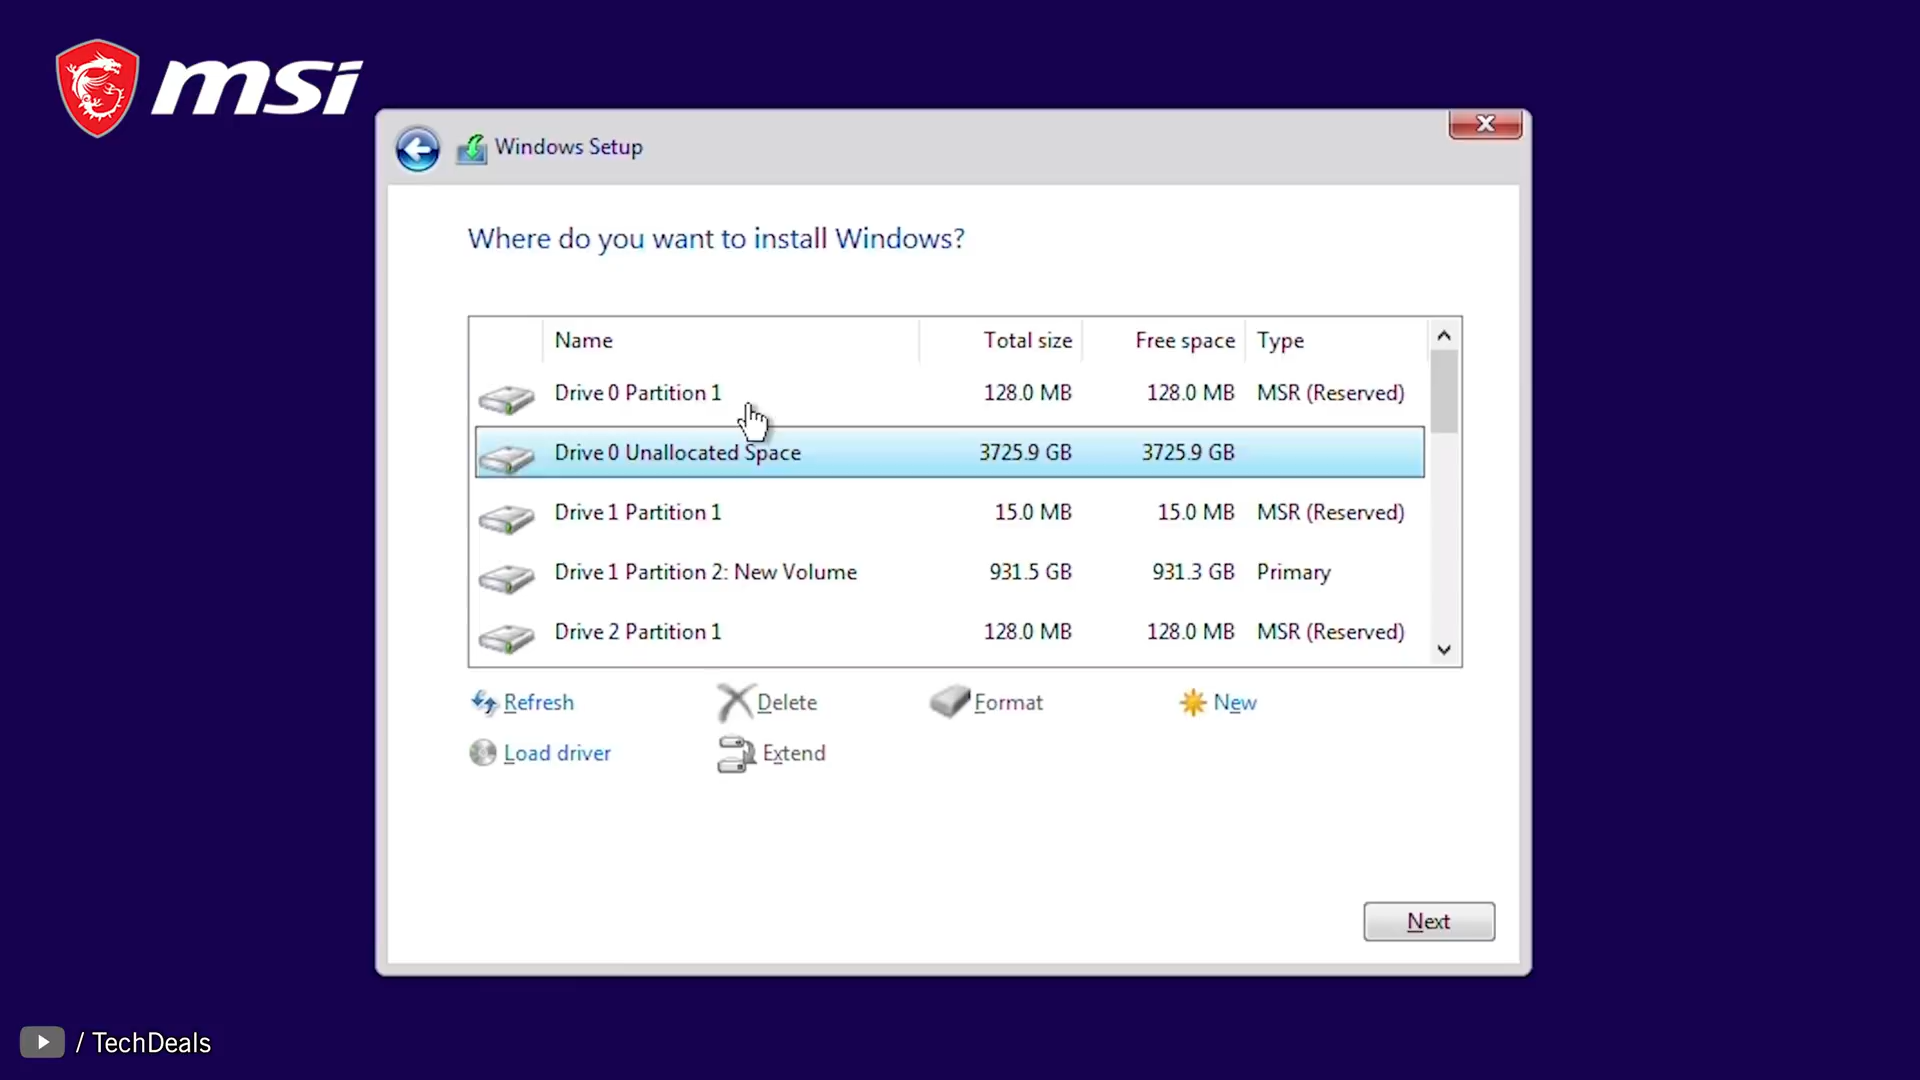 msi
Windows Setup
Where do you want to install Windows?
Name Total size Free space Type
Drive 0 Partition 1 128.0 MB 128.0 MB MSR (Reserved)
Drive 0 Unallocated Space 3725.9 GB 3725.9 GB
Drive 1 Partition 1 15.0 MB 15.0 MB MSR (Reserved)
Drive 1 Partition 2: New Volume 931.5 GB 931.3 GB Primary
Drive 2 Partition 1 128.0 MB 128.0 MB MSR (Reserved)
Refresh Delete Format New
Load driver Extend
Next
/ TechDeals